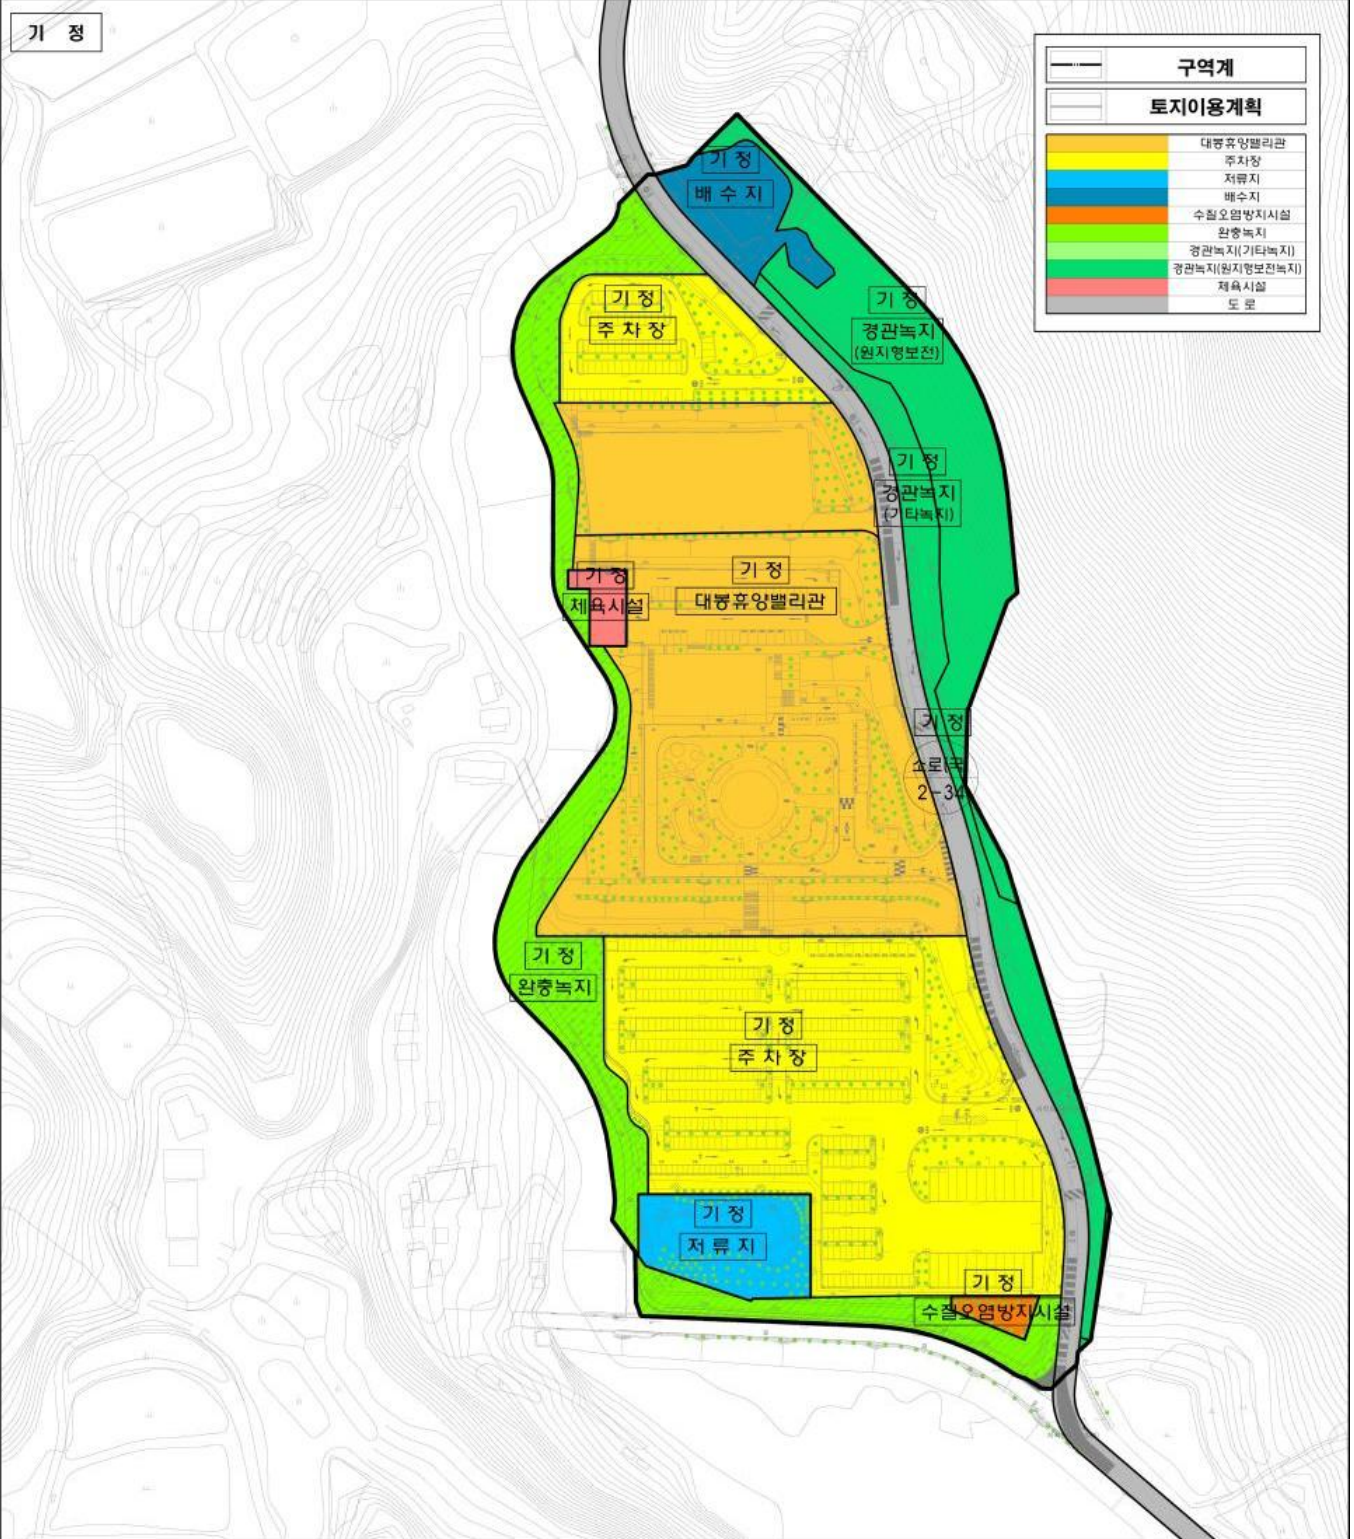 기 정
구역계
토지이용계획
대봉휴양밸리관
주차장
저류지
배수지
수질오염방지시설
완충녹지
경관녹지(기타녹지)
경관녹지(원지형보전녹지)
체육시설
도 로
기 정
배 수 지
기 정
주 차 장
기 정
경관녹지
(원지형보전)
기 정
경관녹지
(기타녹지)
기 정
체육시설
기 정
대봉휴양밸리관
기 정
소로(국)
2-34
기 정
완충녹지
기 정
주 차 장
기 정
저 류 지
기 정
수질오염방지시설